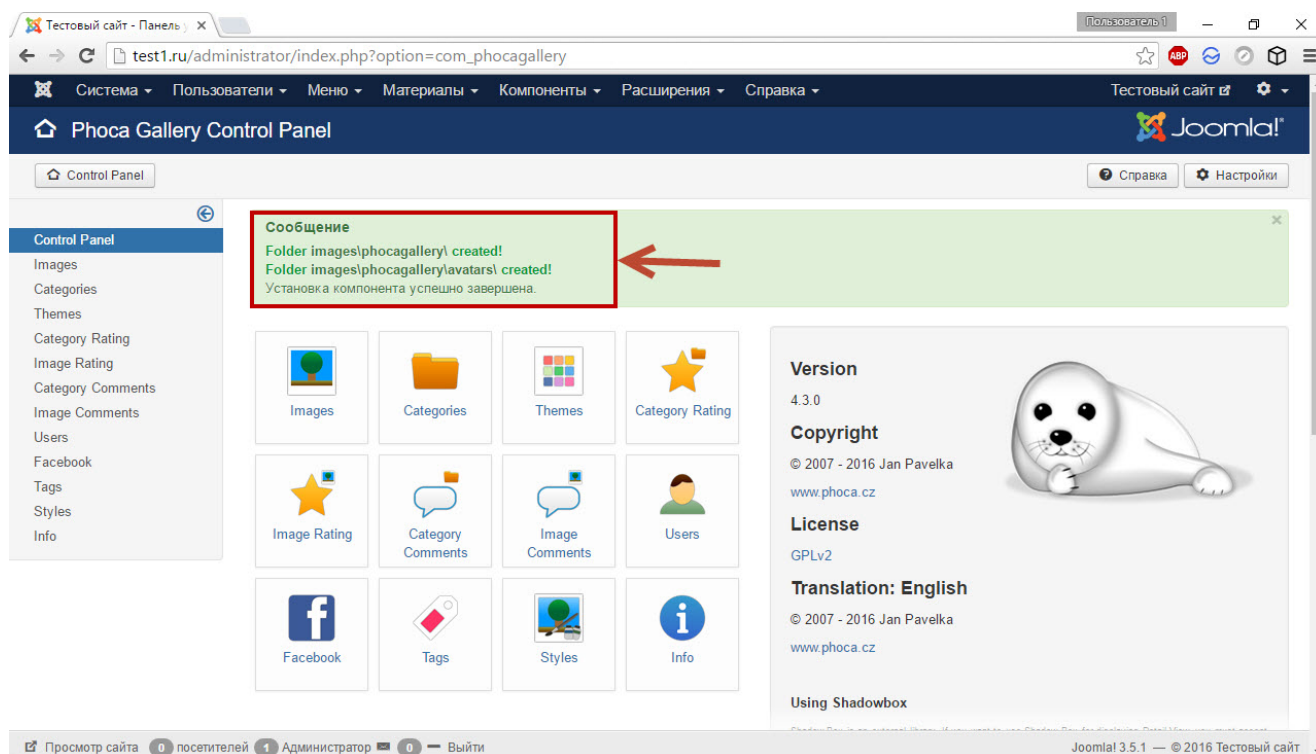 Тестовый сайт - Панель у
Пользователь 1
test1.ru/administrator/index.php?option=com_phocagallery
ABP
Система Пользователи Меню Материалы Компоненты Расширения Справка Тестовый сайт
Phoca Gallery Control Panel
Joomla!
Control Panel
Справка Настройки
Control Panel
Images
Categories
Themes
Category Rating
Image Rating
Category Comments
Image Comments
Users
Facebook
Tags
Styles
Info
Сообщение
Folder images\phocagallery\ created!
Folder images\phocagallery\avatars\ created!
Установка компонента успешно завершена.
Images Categories Themes Category Rating
Image Rating Category Comments Image Comments Users
Facebook Tags Styles Info
Version
4.3.0
Copyright
© 2007 - 2016 Jan Pavelka
www.phoca.cz
License
GPLv2
Translation: English
© 2007 - 2016 Jan Pavelka
www.phoca.cz
Using Shadowbox
Просмотр сайта 0 посетителей 1 Администратор 0 Выйти
Joomla! 3.5.1 — © 2016 Тестовый сайт